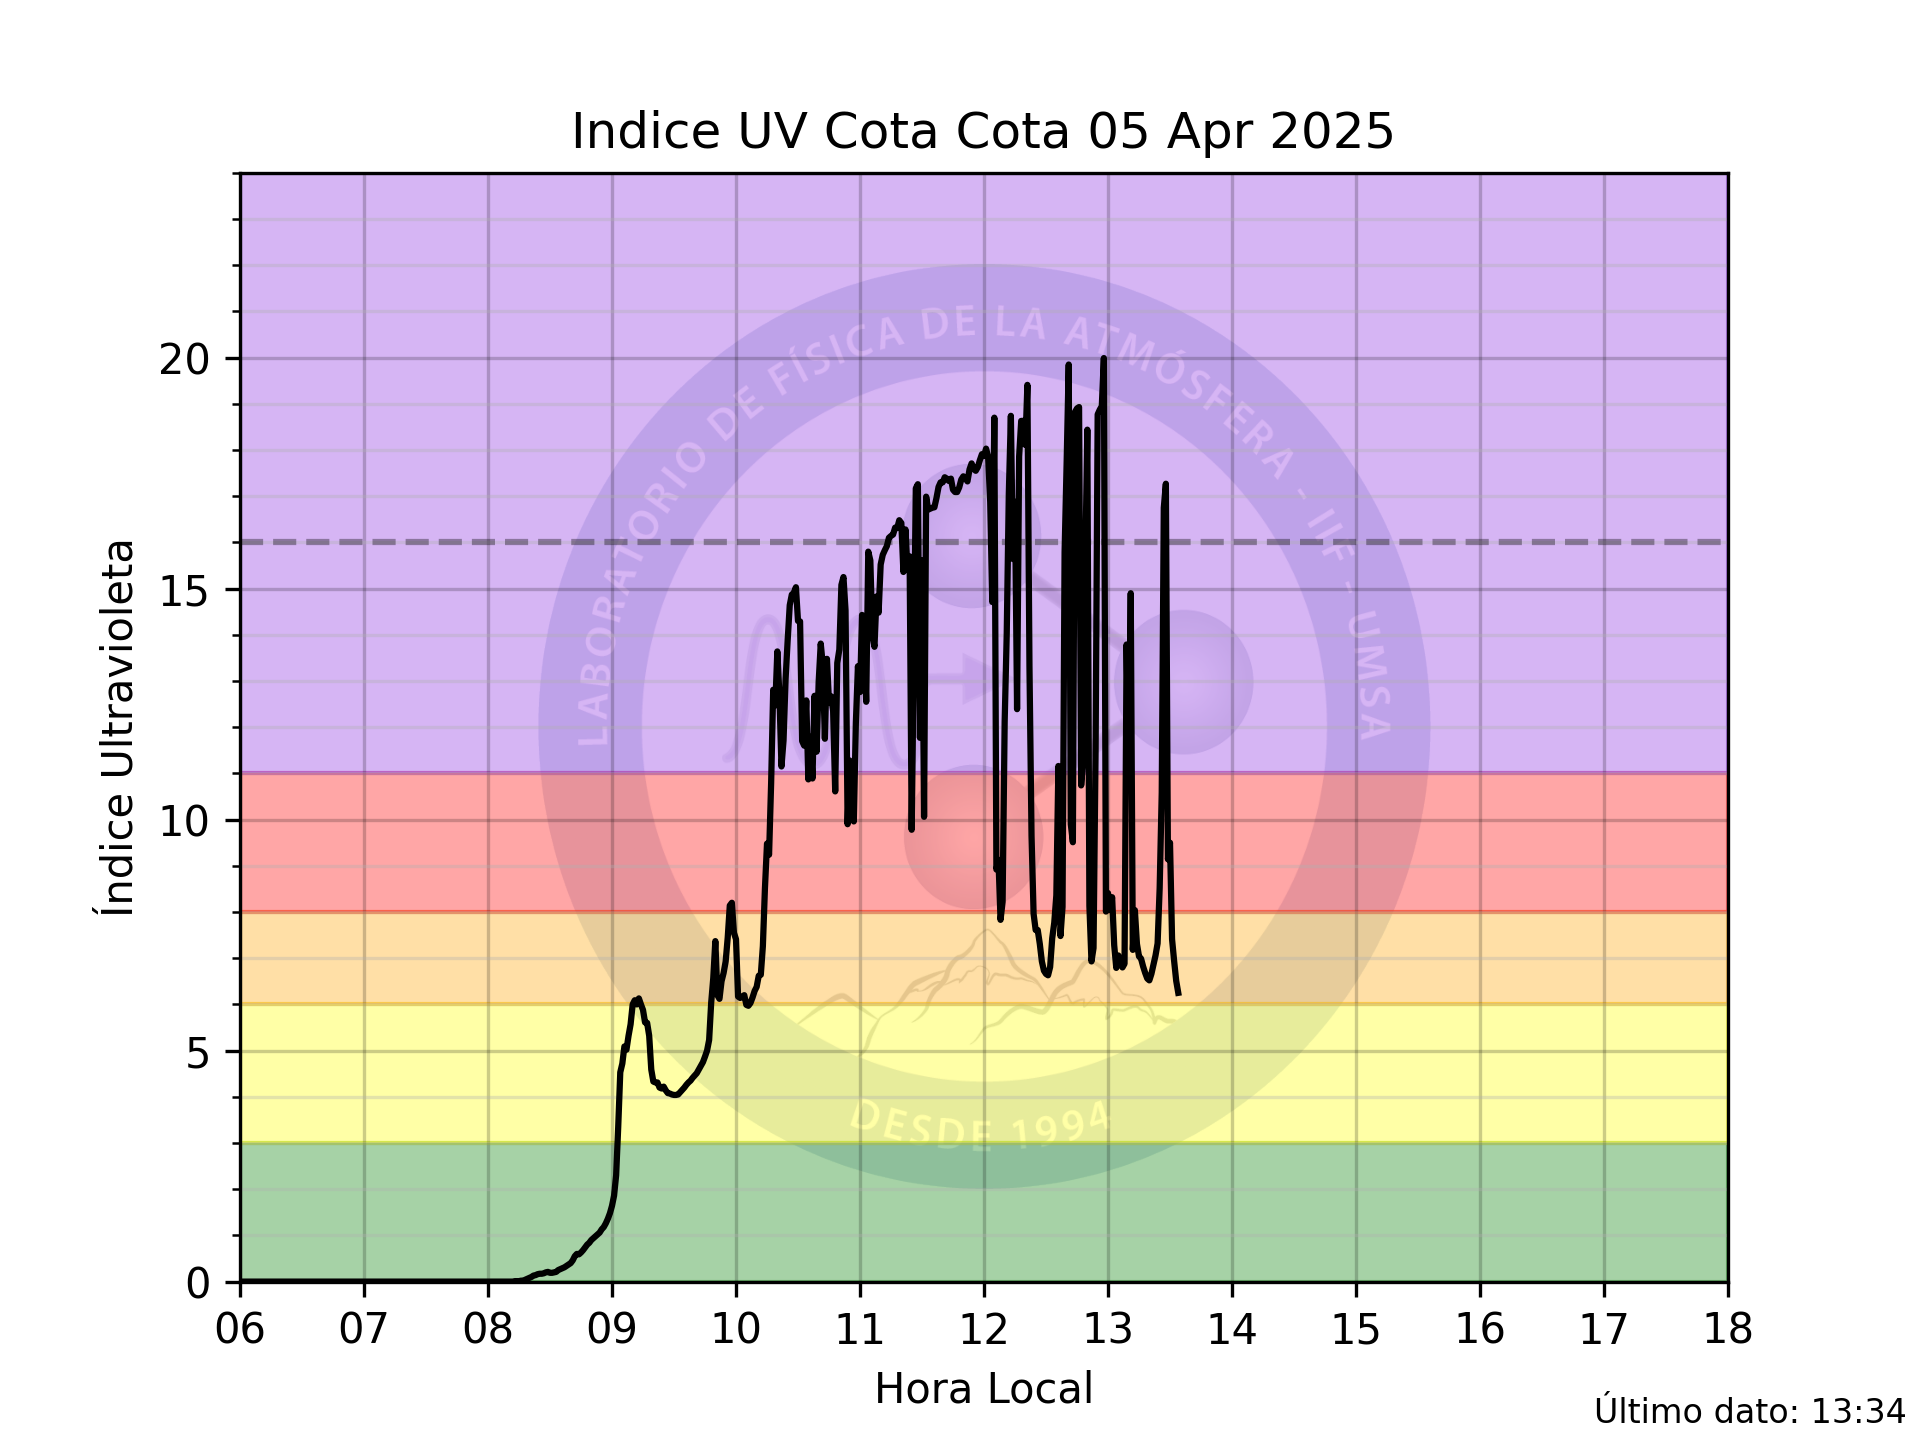 Indice UV Cota Cota 05 Apr 2025
Índice Ultravioleta
20
15
10
5
0
LABORATORIO DE FÍSICA DE LA ATMÓSFERA - IIF - UMSA
DESDE 1994
06 07 08 09 10 11 12 13 14 15 16 17 18
Hora Local
Último dato: 13:34